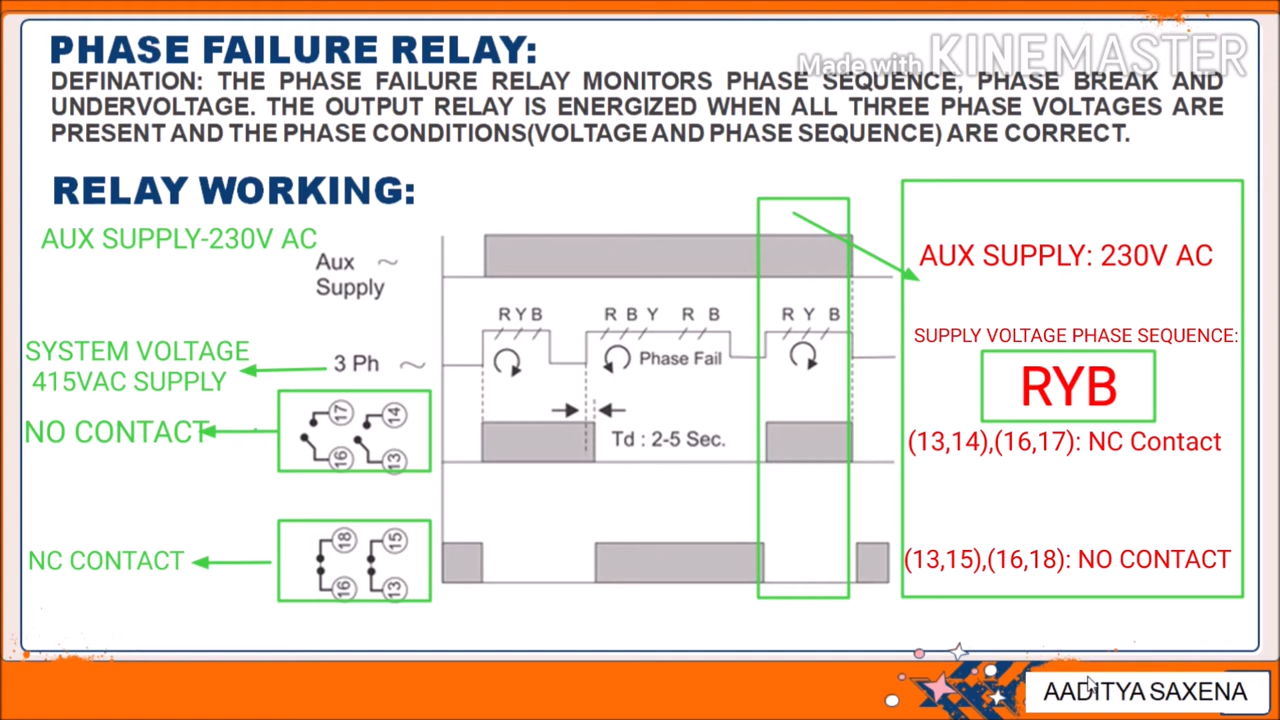 PHASE FAILURE RELAY:
Made with KINEMASTER
DEFINATION: THE PHASE FAILURE RELAY MONITORS PHASE SEQUENCE, PHASE BREAK AND
UNDERVOLTAGE. THE OUTPUT RELAY IS ENERGIZED WHEN ALL THREE PHASE VOLTAGES ARE
PRESENT AND THE PHASE CONDITIONS(VOLTAGE AND PHASE SEQUENCE) ARE CORRECT.
RELAY WORKING:
AUX SUPPLY-230V AC
Aux ~
Supply
AUX SUPPLY: 230V AC
R Y B R B Y R B R Y B
SUPPLY VOLTAGE PHASE SEQUENCE:
SYSTEM VOLTAGE
415VAC SUPPLY
3 Ph ~
Phase Fail
RYB
17 14
NO CONTACT
16 13
Td : 2-5 Sec.
(13,14),(16,17): NC Contact
18 15
NC CONTACT
16 13
(13,15),(16,18): NO CONTACT
AADITYA SAXENA